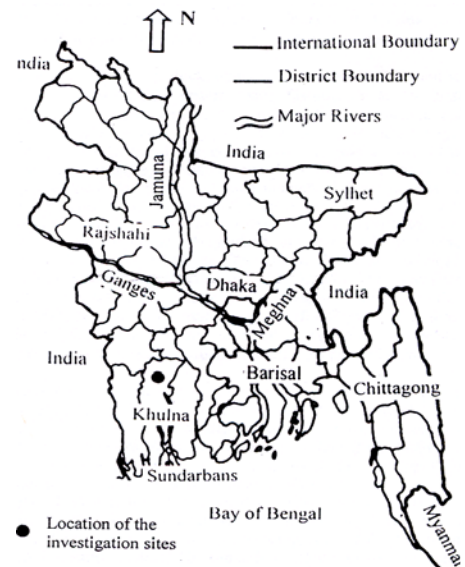 N
ndia
International Boundary
District Boundary
Major Rivers
India
Jamuna
Sylhet
Rajshahi
Ganges
Dhaka
Meghna
India
India
Barisal
Chittagong
Khulna
Sundarbans
Bay of Bengal
Myanmar
Location of the
investigation sites